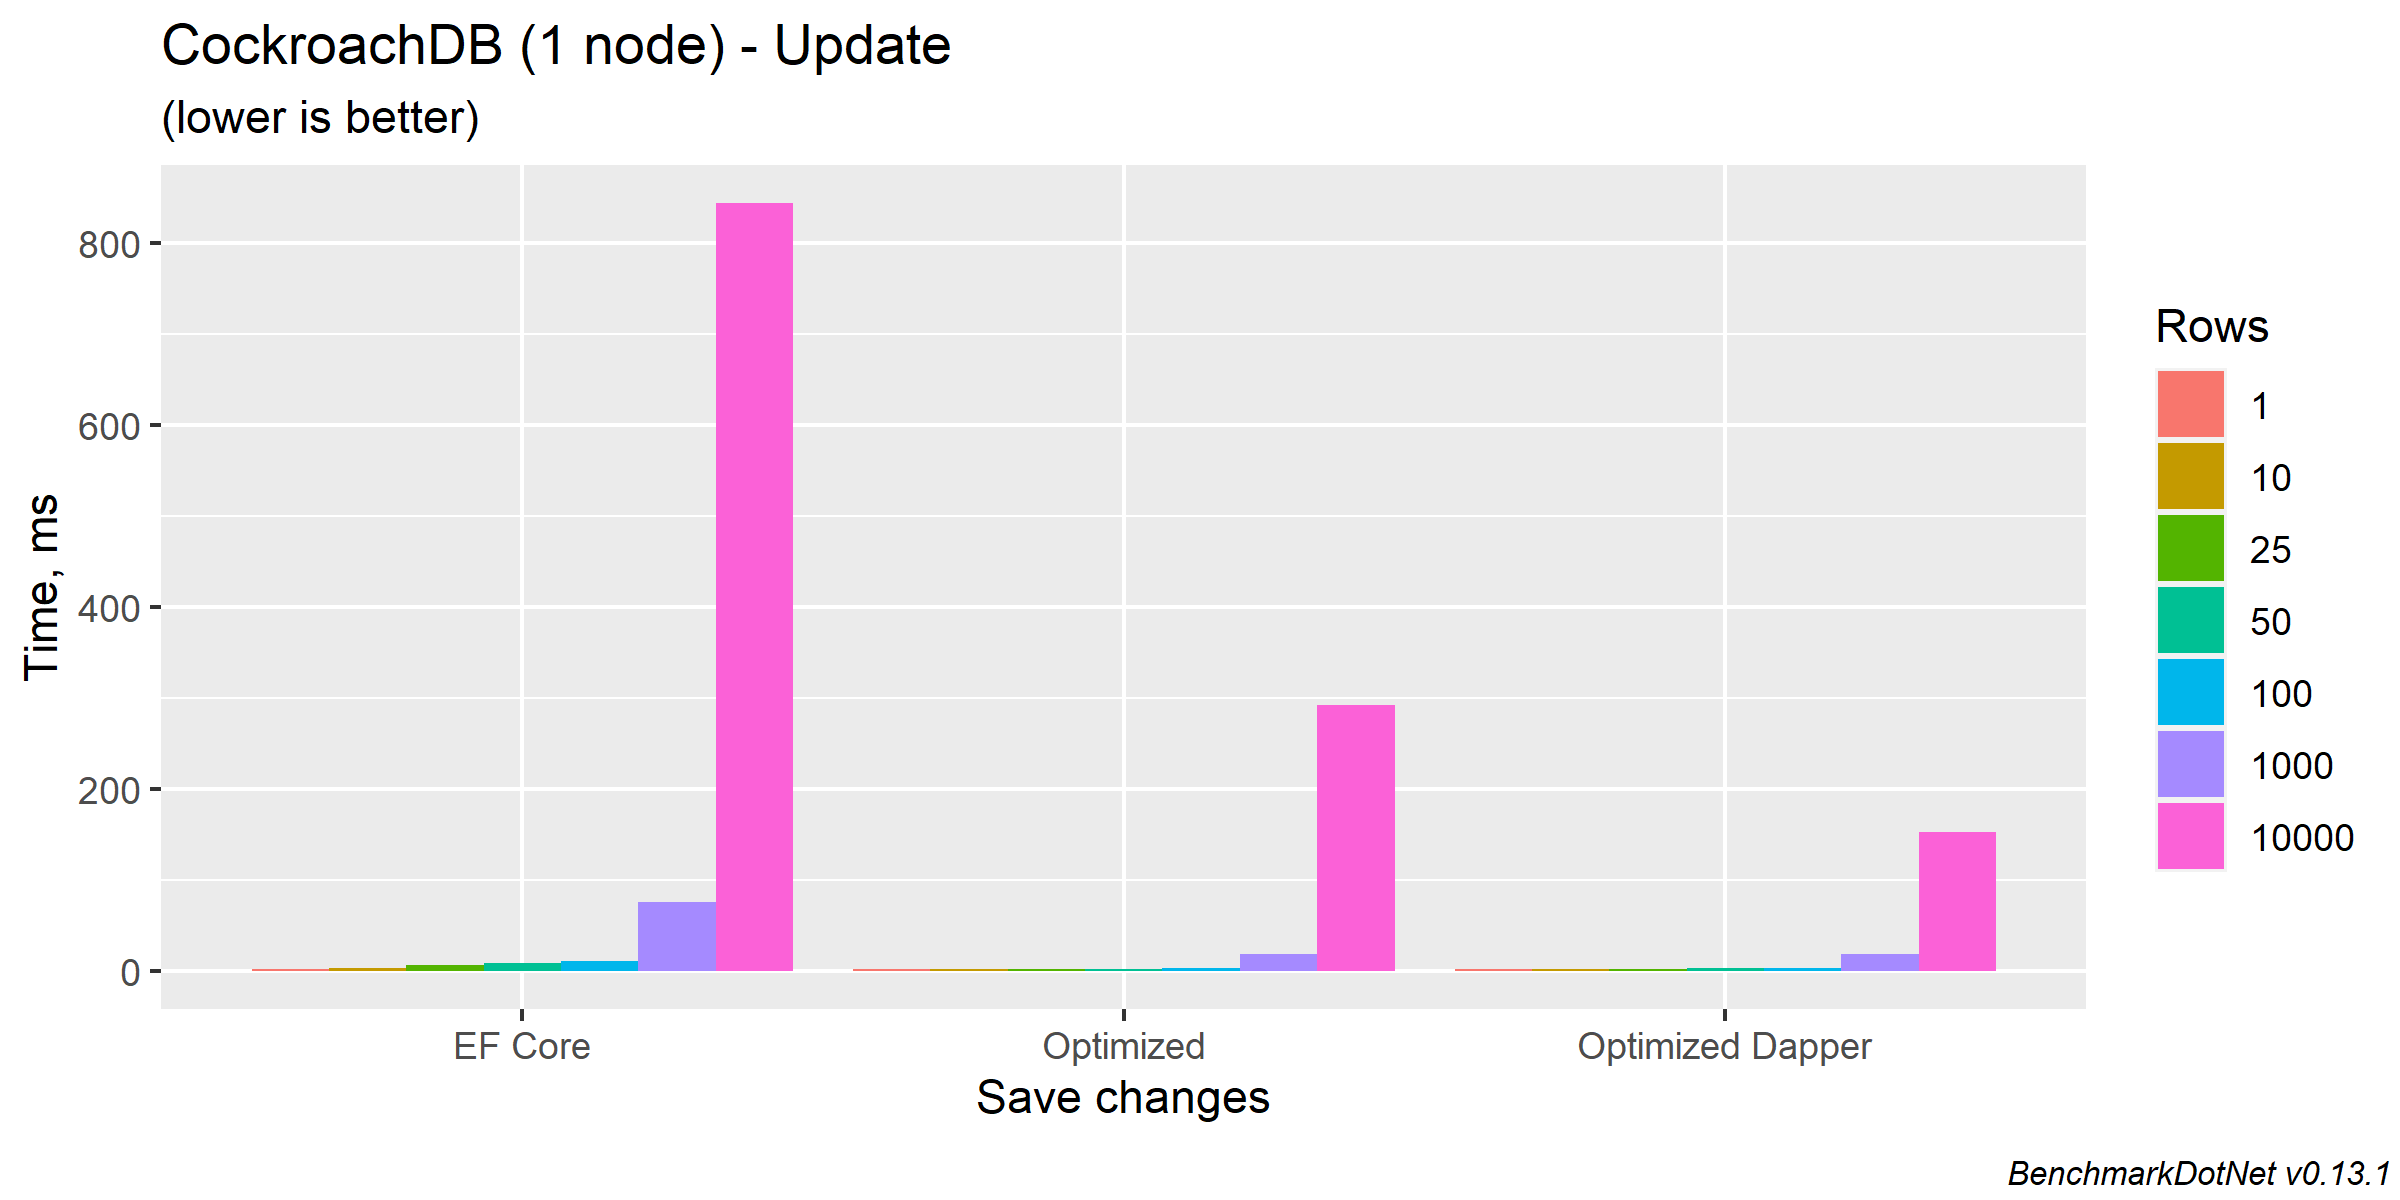 CockroachDB (1 node) - Update
(lower is better)
Time, ms
800
600
400
200
0
EF Core
Optimized
Optimized Dapper
Save changes
Rows
1
10
25
50
100
1000
10000
BenchmarkDotNet v0.13.1